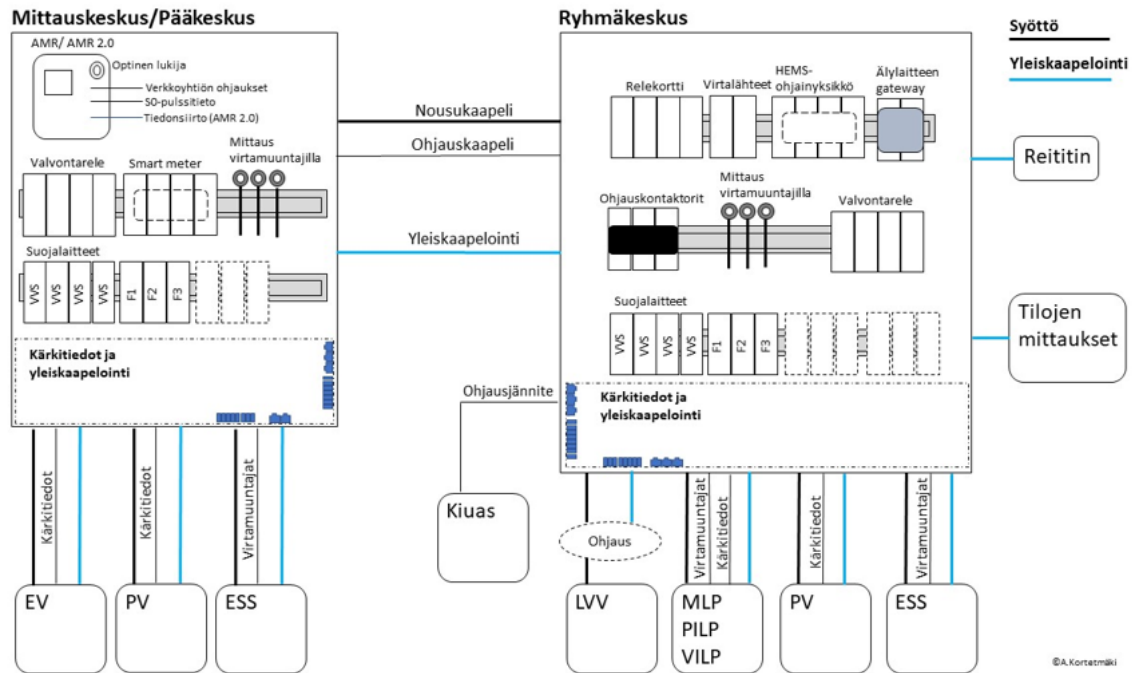 Mittauskeskus/Pääkeskus
AMR/ AMR 2.0
Optinen lukija
Verkkoyhtiön ohjaukset
S0-pulssitieto
Tiedonsiirto (AMR 2.0)
Valvontarele
Smart meter
Mittaus
virtamuuntajilla
Suojalaitteet
VVS
VVS
VVS
VVS
F1
F2
F3
Kärkitiedot ja
yleiskaapelointi
Kärkitiedot
Kärkitiedot
Virtamuuntajat
EV
PV
ESS
Nousukaapeli
Ohjauskaapeli
Yleiskaapelointi
Ohjausjännite
Kiuas
Ryhmäkeskus
Relekortti
Virtalähteet
HEMS-
ohjainyksikkö
Älylaitteen
gateway
Ohjauskontaktorit
Mittaus
virtamuuntajilla
Valvontarele
Suojalaitteet
VVS
VVS
VVS
VVS
F1
F2
F3
Kärkitiedot ja
yleiskaapelointi
Ohjaus
Virtamuuntajat
Kärkitiedot
Kärkitiedot
Virtamuuntajat
LVV
MLP
PILP
VILP
PV
ESS
Syöttö
Yleiskaapelointi
Reititin
Tilojen
mittaukset
©A.Kortetmäki